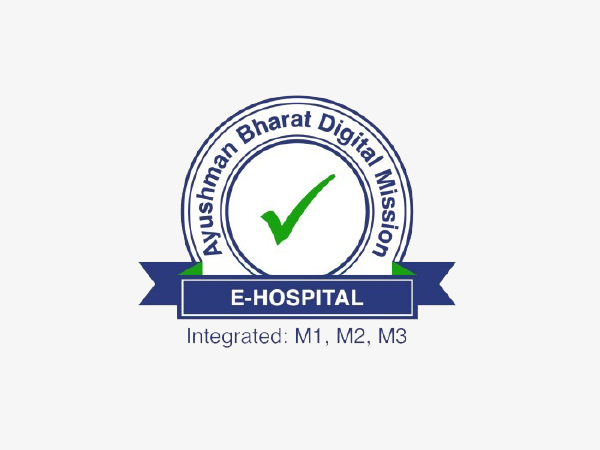 Ayushman Bharat Digital Mission
E-HOSPITAL
Integrated: M1, M2, M3